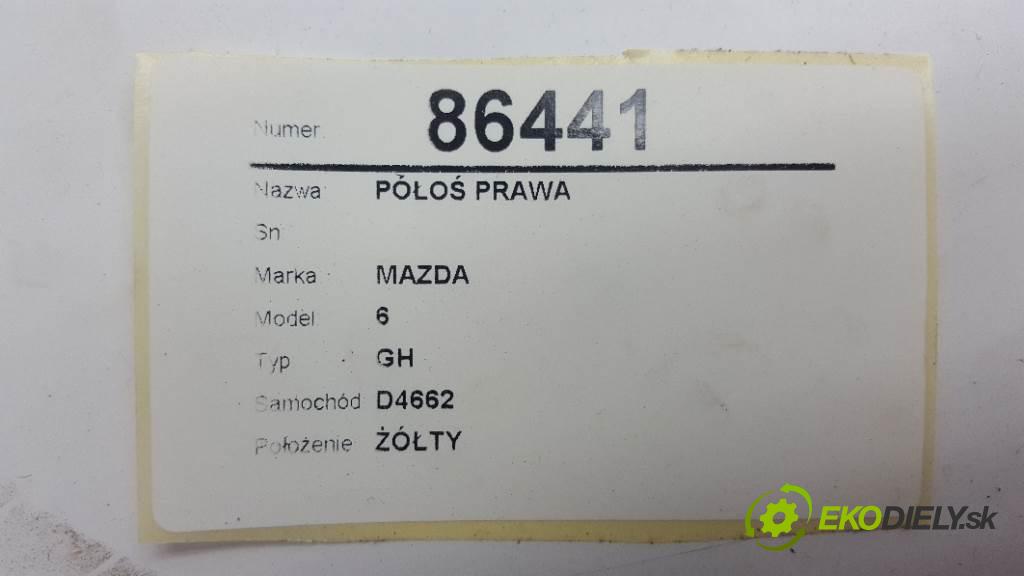 Numer: 86441
Nazwa: PÓŁOŚ PRAWA
Sn
Marka: MAZDA
Model: 6
Typ : GH
Samochód D4662
Położenie ŻÓŁTY
EKODIELY.sk